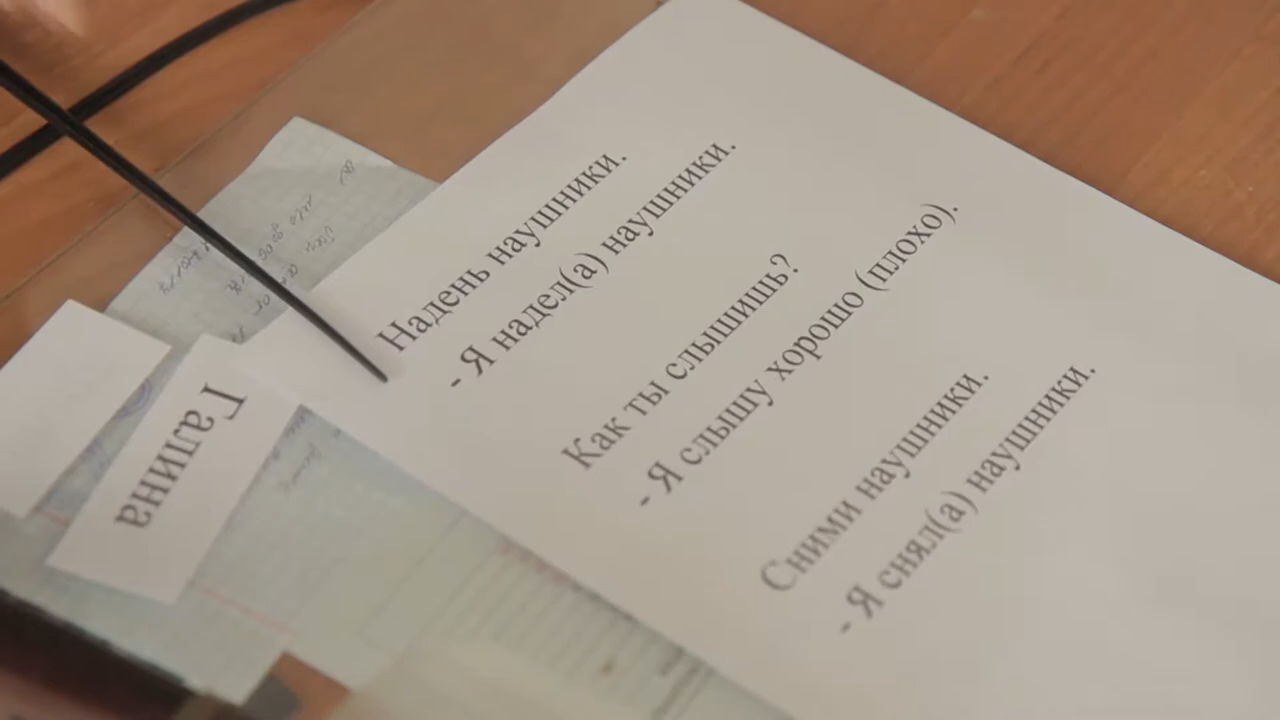 Надень наушники.
- Я надел(а) наушники.
Как ты слышишь?
- Я слышу хорошо (плохо).
Сними наушники.
- Я снял(а) наушники.
Галина